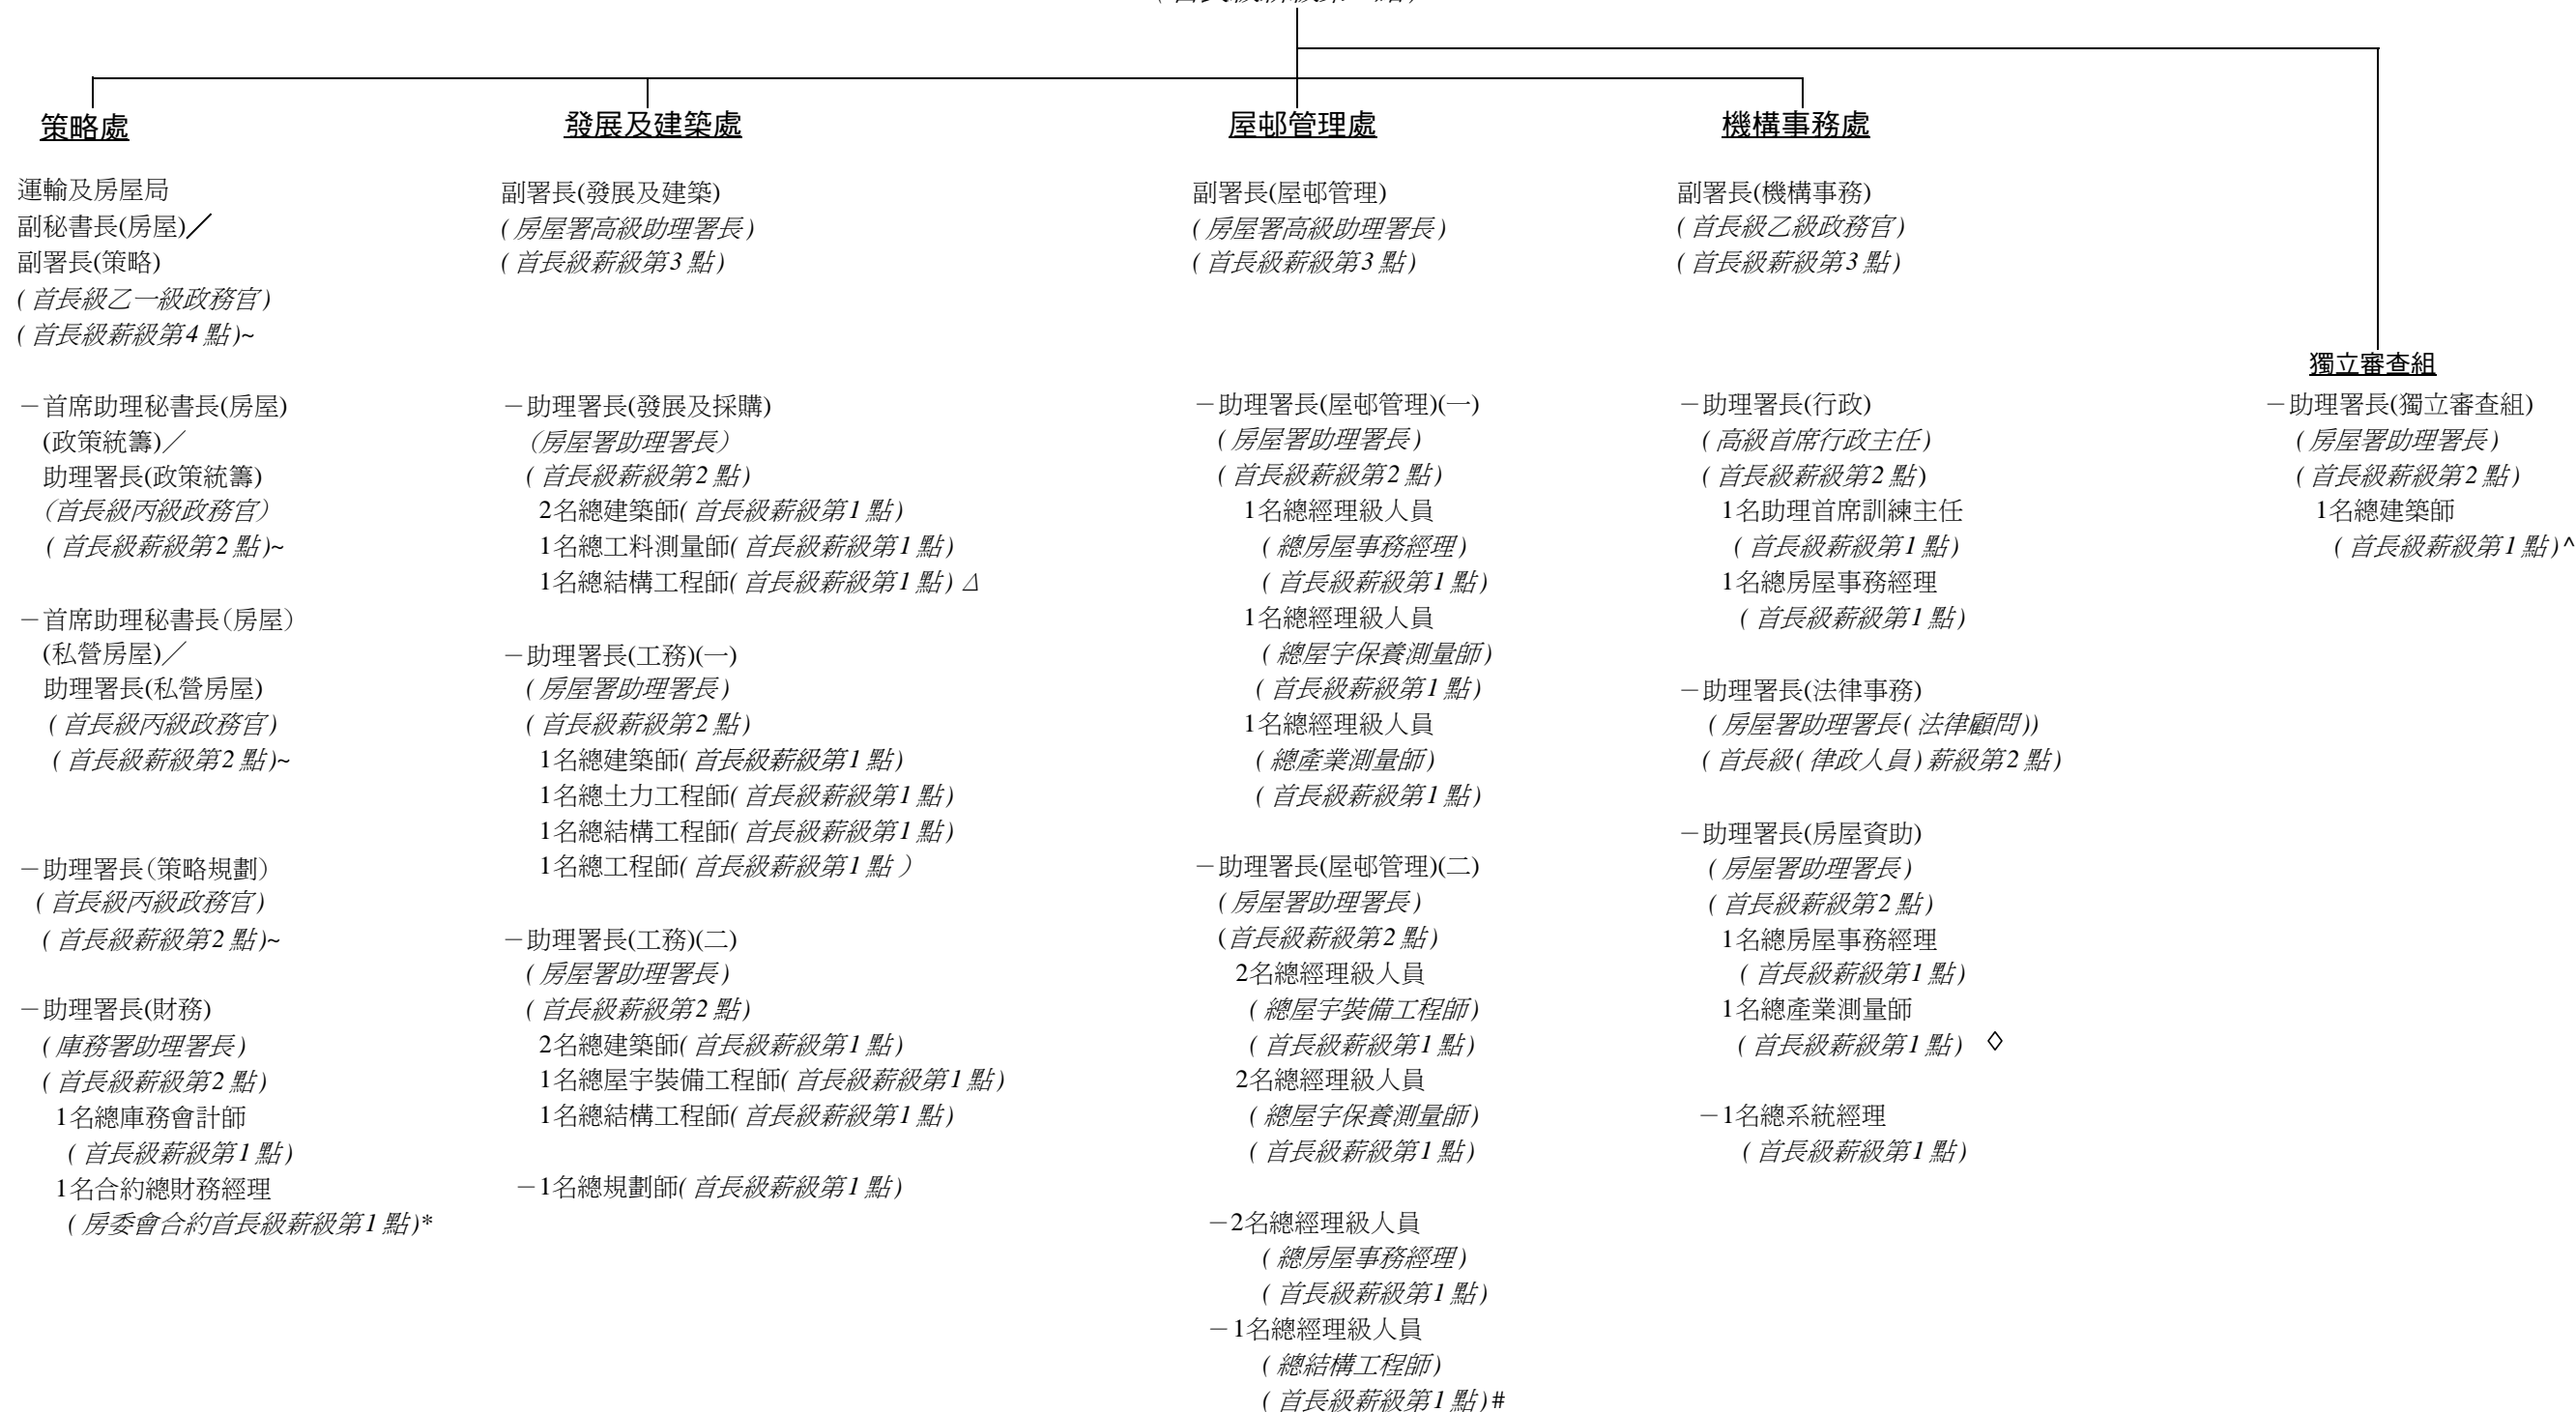 策略處
運輸及房屋局
副秘書長(房屋)／
副署長(策略)
(首長級乙一級政務官)
(首長級薪級第4點)~
－首席助理秘書長(房屋)
(政策統籌)／
助理署長(政策統籌)
(首長級丙級政務官)
(首長級薪級第2點)~
－首席助理秘書長(房屋)
(私營房屋)／
助理署長(私營房屋)
(首長級丙級政務官)
(首長級薪級第2點)~
－助理署長(策略規劃)
(首長級丙級政務官)
(首長級薪級第2點)~
－助理署長(財務)
(庫務署助理署長)
(首長級薪級第2點)
1名總庫務會計師
(首長級薪級第1點)
1名合約總財務經理
(房委會合約首長級薪級第1點)*
發展及建築處
副署長(發展及建築)
(房屋署高級助理署長)
(首長級薪級第3點)
－助理署長(發展及採購)
(房屋署助理署長)
(首長級薪級第2點)
2名總建築師(首長級薪級第1點)
1名總工料測量師(首長級薪級第1點)
1名總結構工程師(首長級薪級第1點) Δ
－助理署長(工務)(一)
(房屋署助理署長)
(首長級薪級第2點)
1名總建築師(首長級薪級第1點)
1名總土力工程師(首長級薪級第1點)
1名總結構工程師(首長級薪級第1點)
1名總工程師(首長級薪級第1點)
－助理署長(工務)(二)
(房屋署助理署長)
(首長級薪級第2點)
2名總建築師(首長級薪級第1點)
1名總屋宇裝備工程師(首長級薪級第1點)
1名總結構工程師(首長級薪級第1點)
－1名總規劃師(首長級薪級第1點)
屋邨管理處
副署長(屋邨管理)
(房屋署高級助理署長)
(首長級薪級第3點)
－助理署長(屋邨管理)(一)
(房屋署助理署長)
(首長級薪級第2點)
1名總經理級人員
(總房屋事務經理)
(首長級薪級第1點)
1名總經理級人員
(總屋宇保養測量師)
(首長級薪級第1點)
1名總經理級人員
(總產業測量師)
(首長級薪級第1點)
－助理署長(屋邨管理)(二)
(房屋署助理署長)
(首長級薪級第2點)
2名總經理級人員
(總屋宇裝備工程師)
(首長級薪級第1點)
2名總經理級人員
(總屋宇保養測量師)
(首長級薪級第1點)
－2名總經理級人員
(總房屋事務經理)
(首長級薪級第1點)
－1名總經理級人員
(總結構工程師)
(首長級薪級第1點)#
機構事務處
副署長(機構事務)
(首長級乙級政務官)
(首長級薪級第3點)
－助理署長(行政)
(高級首席行政主任)
(首長級薪級第2點)
1名助理首席訓練主任
(首長級薪級第1點)
1名總房屋事務經理
(首長級薪級第1點)
－助理署長(法律事務)
(房屋署助理署長(法律顧問))
(首長級(律政人員)薪級第2點)
－助理署長(房屋資助)
(房屋署助理署長)
(首長級薪級第2點)
1名總房屋事務經理
(首長級薪級第1點)
1名總產業測量師
(首長級薪級第1點) ◇
－1名總系統經理
(首長級薪級第1點)
獨立審查組
－助理署長(獨立審查組)
(房屋署助理署長)
(首長級薪級第2點)
1名總建築師
(首長級薪級第1點)^